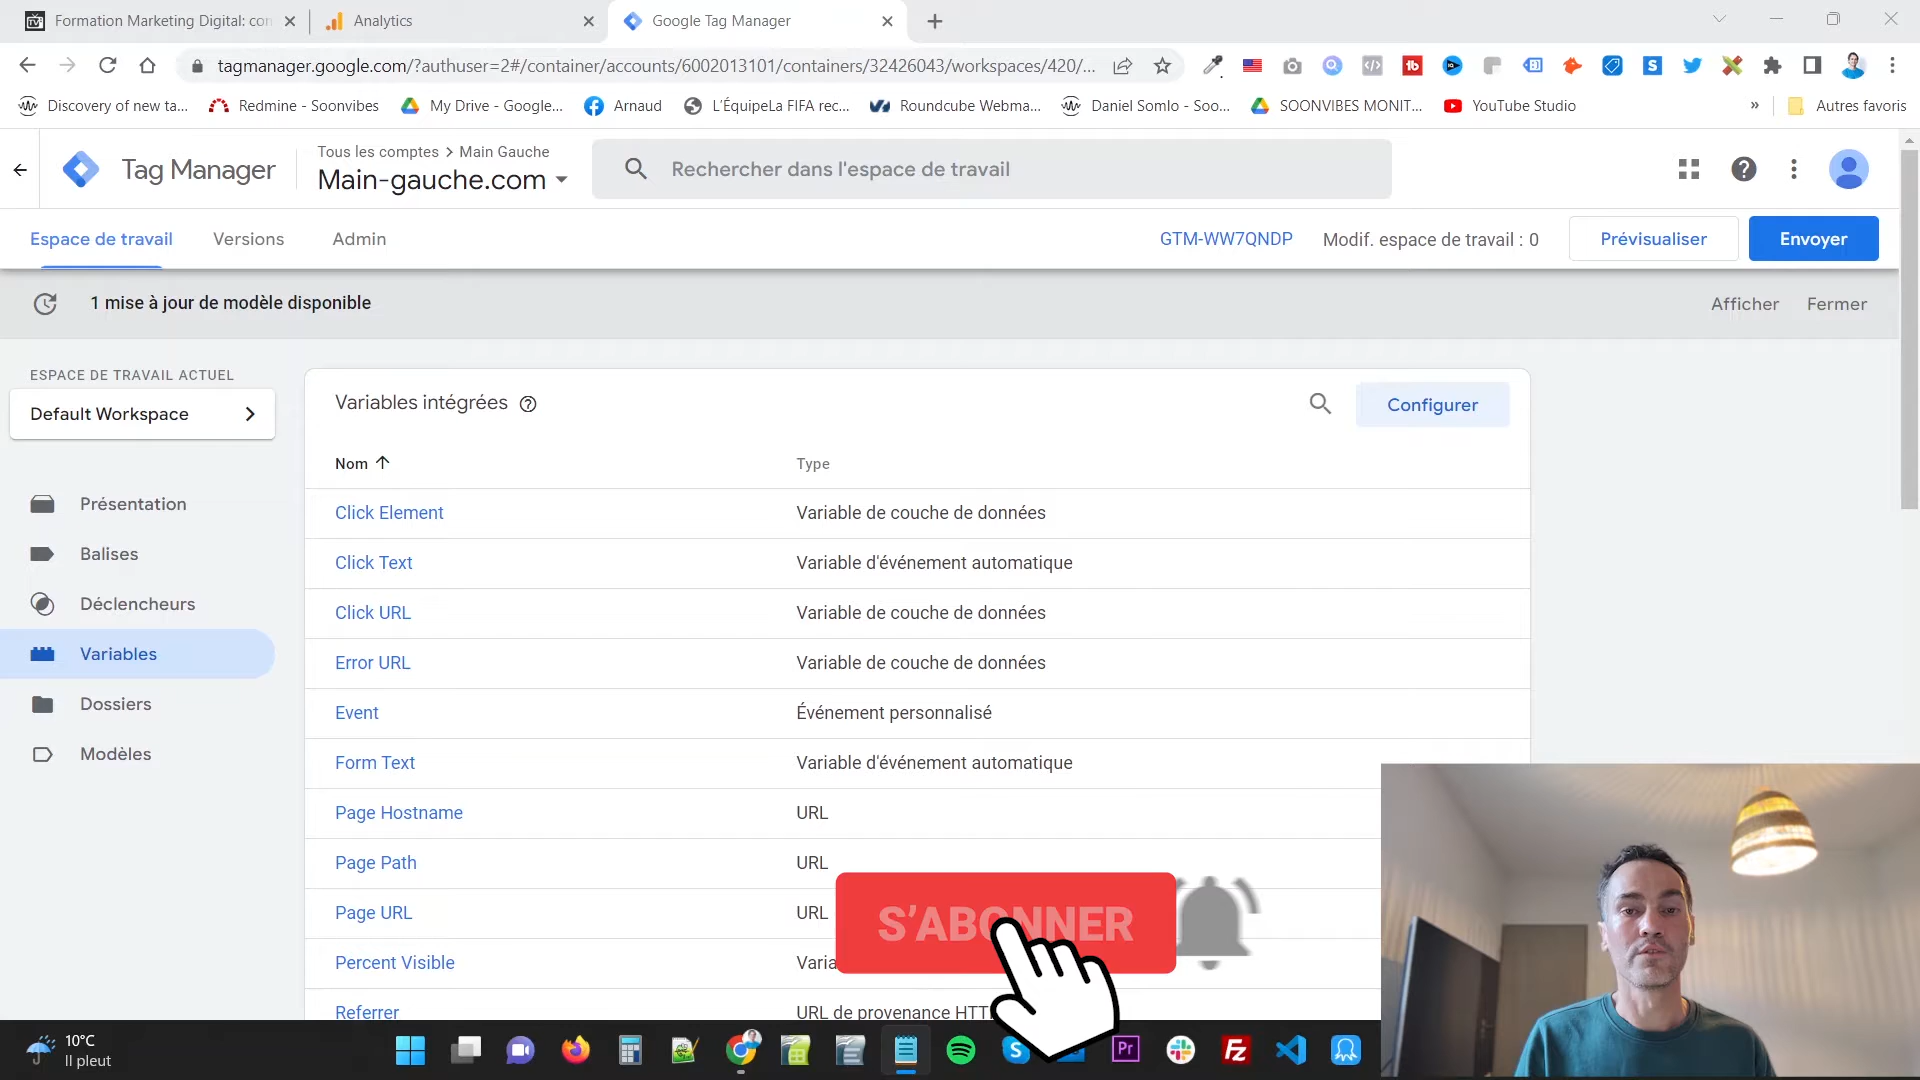 Formation Marketing Digital: con
Analytics
Google Tag Manager
tagmanager.google.com/?authuser=2#/container/accounts/6002013101/containers/32426043/workspaces/420/...
Discovery of new ta...
Redmine - Soonvibes
My Drive - Google...
Arnaud
L'ÉquipeLa FIFA rec...
Roundcube Webma...
Daniel Somlo - Soo...
SOONVIBES MONIT...
YouTube Studio
»
Autres favoris
Tag Manager
Tous les comptes > Main Gauche
Main-gauche.com
Rechercher dans l'espace de travail
Espace de travail
Versions
Admin
GTM-WW7QNDP
Modif. espace de travail : 0
Prévisualiser
Envoyer
1 mise à jour de modèle disponible
Afficher
Fermer
ESPACE DE TRAVAIL ACTUEL
Default Workspace
Présentation
Balises
Déclencheurs
Variables
Dossiers
Modèles
Variables intégrées
Configurer
Nom
Type
Click Element
Variable de couche de données
Click Text
Variable d'événement automatique
Click URL
Variable de couche de données
Error URL
Variable de couche de données
Event
Événement personnalisé
Form Text
Variable d'événement automatique
Page Hostname
URL
Page Path
URL
Page URL
URL
Percent Visible
Varia
Referrer
URL de provenance HTT
S'ABONNER
10°C
Il pleut